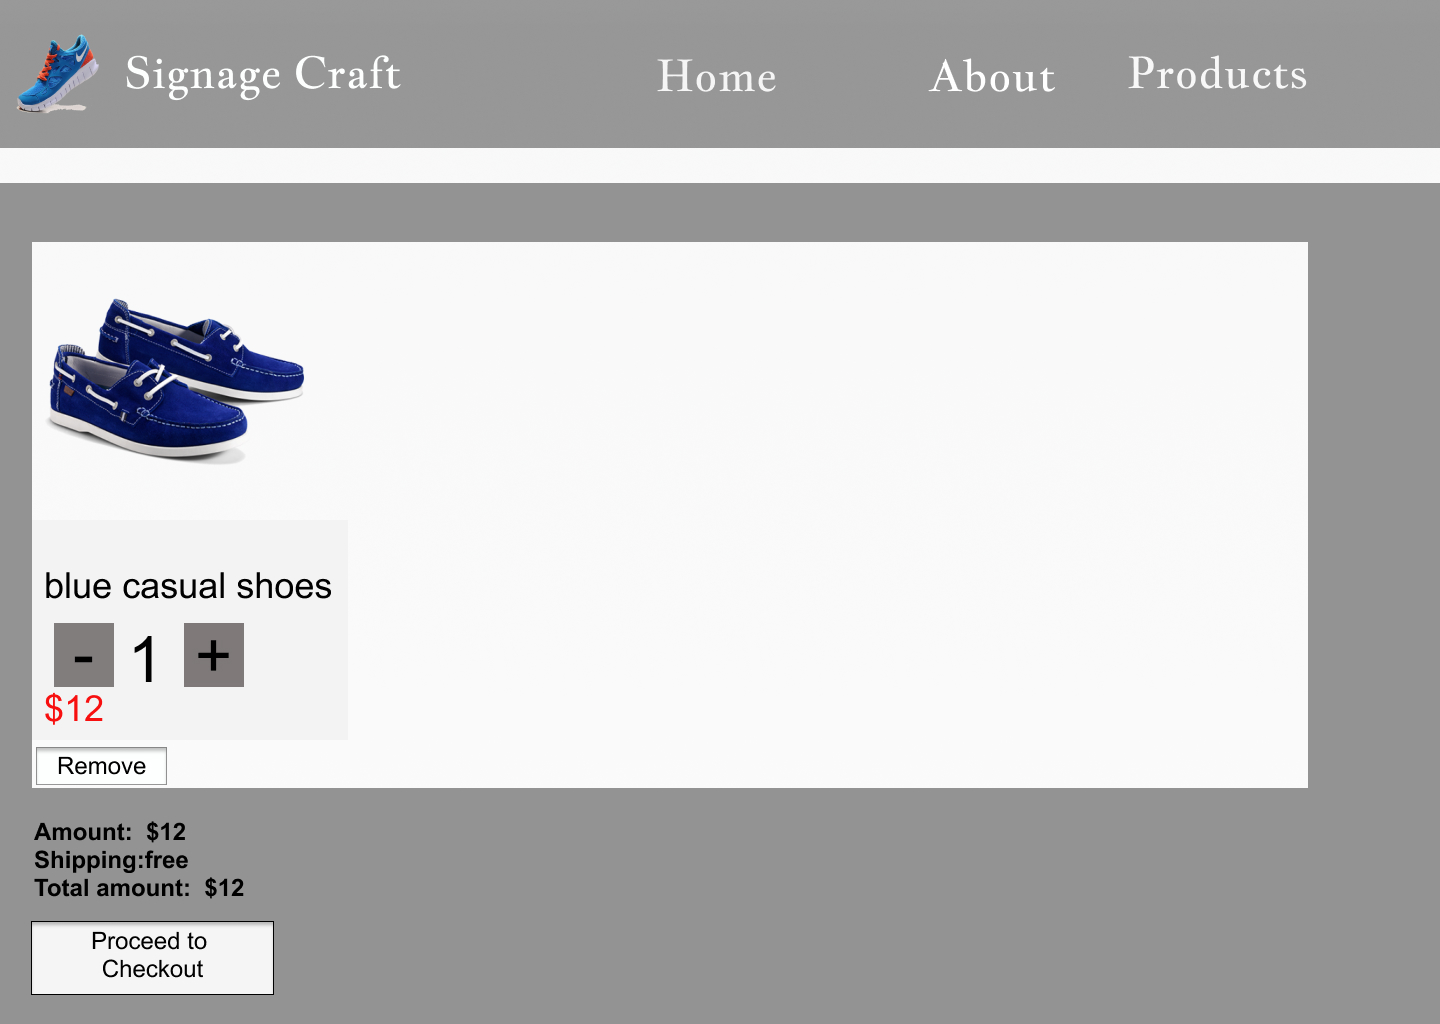 Signage Craft Home About Products
blue casual shoes
- 1 +
$12
Remove
Amount: $12
Shipping:free
Total amount: $12
Proceed to
Checkout